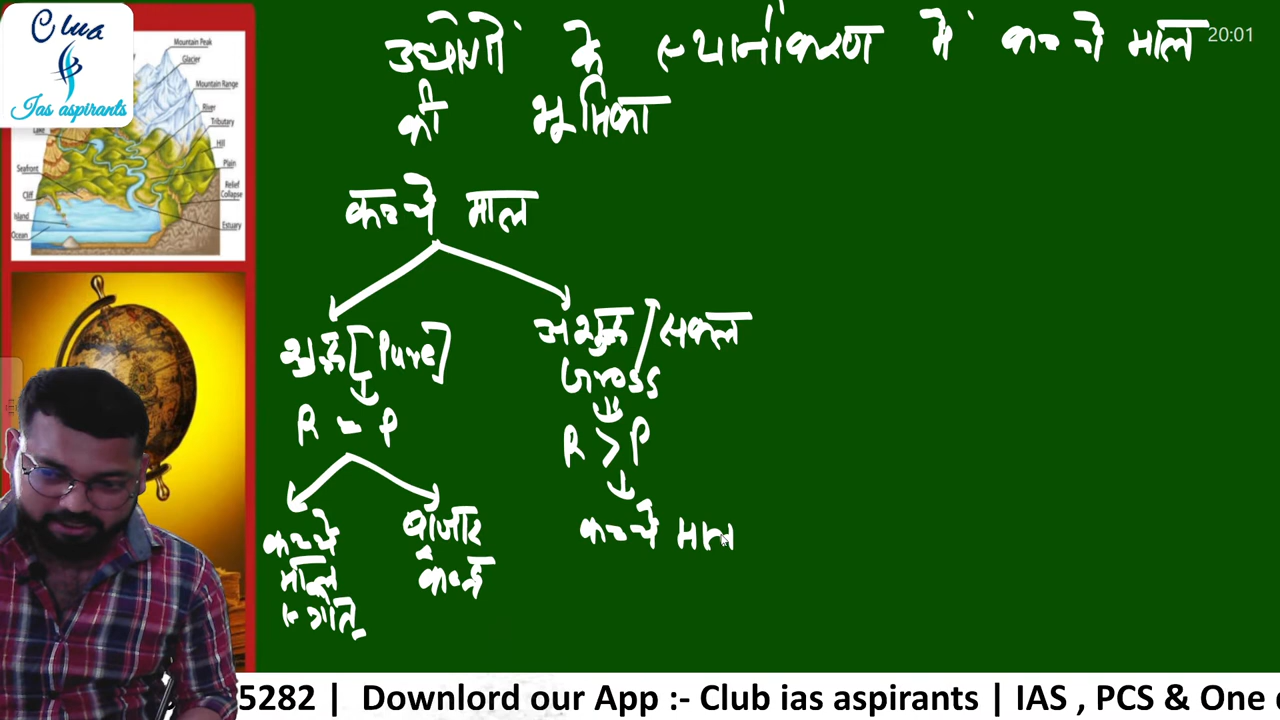 Clua
Ias aspirants
Mountain Peak
Glacier
Mountain Range
River
Tributary
Hill
Plain
Relief
Collapse
Estuary
Lake
Seafront
Cliff
Island
Ocean
20:01
उद्योगों के स्थानीकरण में कच्चे माल
की भूमिका
कच्चे माल
शुद्ध [Pure]
अशुद्ध / सकल
Gross
R = P
R > P
कच्चे
माल
स्त्रोत
बाजार
केन्द्र
कच्चे माल
5282 | Downlord our App :- Club ias aspirants | IAS , PCS & One